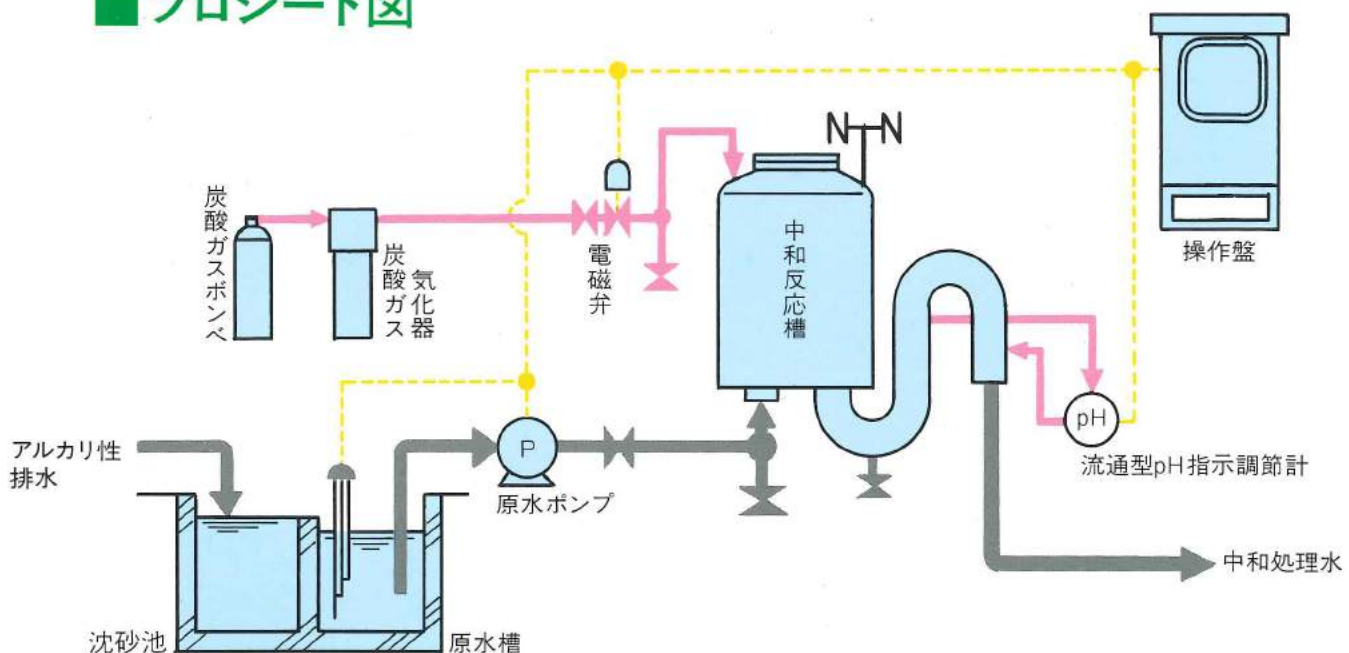 ■フロシート図
操作盤
炭酸ガスボンベ
炭酸ガス
気化器
電磁弁
中和反応槽
pH
流通型pH指示調節計
アルカリ性
排水
P
原水ポンプ
中和処理水
沈砂池
原水槽